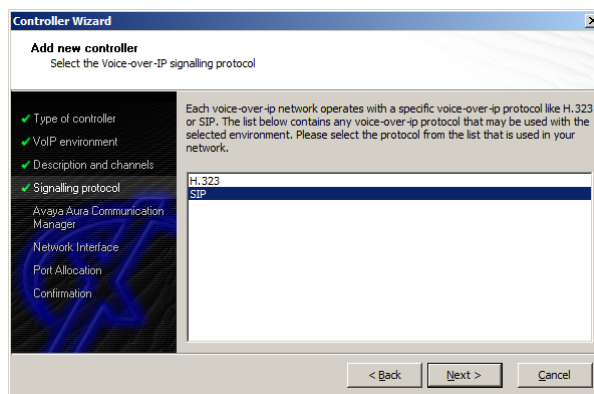 Controller Wizard
Add new controller
Select the Voice-over-IP signalling protocol
Type of controller
VoIP environment
Description and channels
Signalling protocol
Avaya Aura Communication
Manager
Network Interface
Port Allocation
Confirmation
Each voice-over-ip network operates with a specific voice-over-ip protocol like H.323
or SIP. The list below contains any voice-over-ip protocol that may be used with the
selected environment. Please select the protocol from the list that is used in your
network.
H.323
SIP
< Back
Next >
Cancel